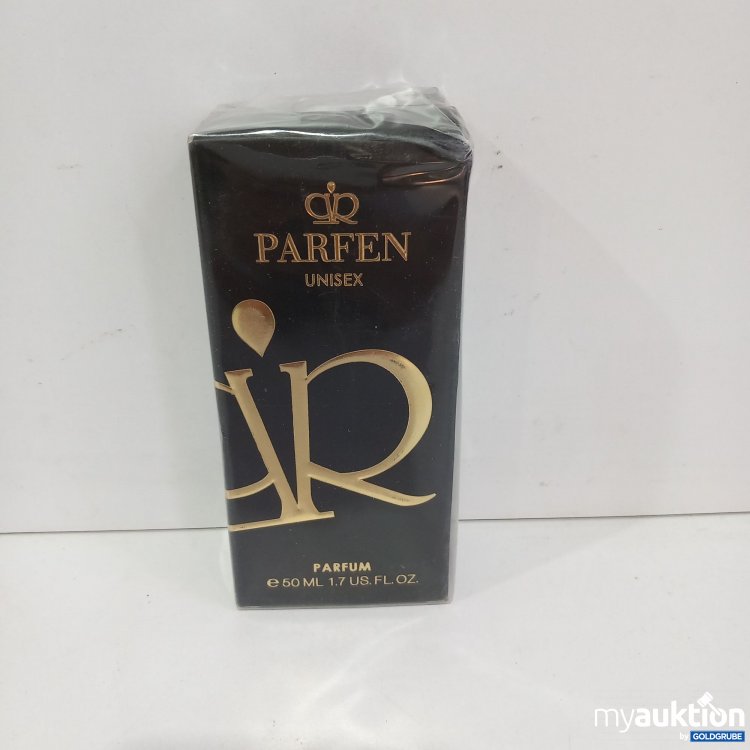 PARFEN
UNISEX
PARFUM
℮ 50 ML 1.7 US. FL. OZ.
myauktion
by GOLDGRUBE